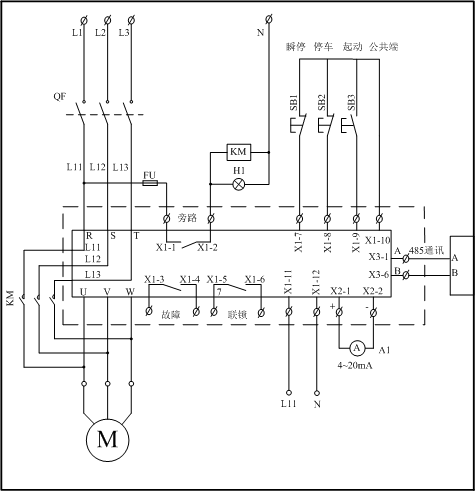 L1 L2 L3 N 瞬停 停车 起动 公共端
QF SB1 SB2 SB3
KM
L11 L12 L13 FU H1
旁路
R S T X1-1 X1-2 X1-7 X1-8 X1-9 X1-10
L11 X3-1 A 485通讯 A
L12
L13 X1-3 X1-4 X1-5 X1-6 X1-11 X1-12 X3-6 B B
U V W 7 X2-1 X2-2
KM 故障 联锁 + -
A A1
4~20mA
L11 N
M